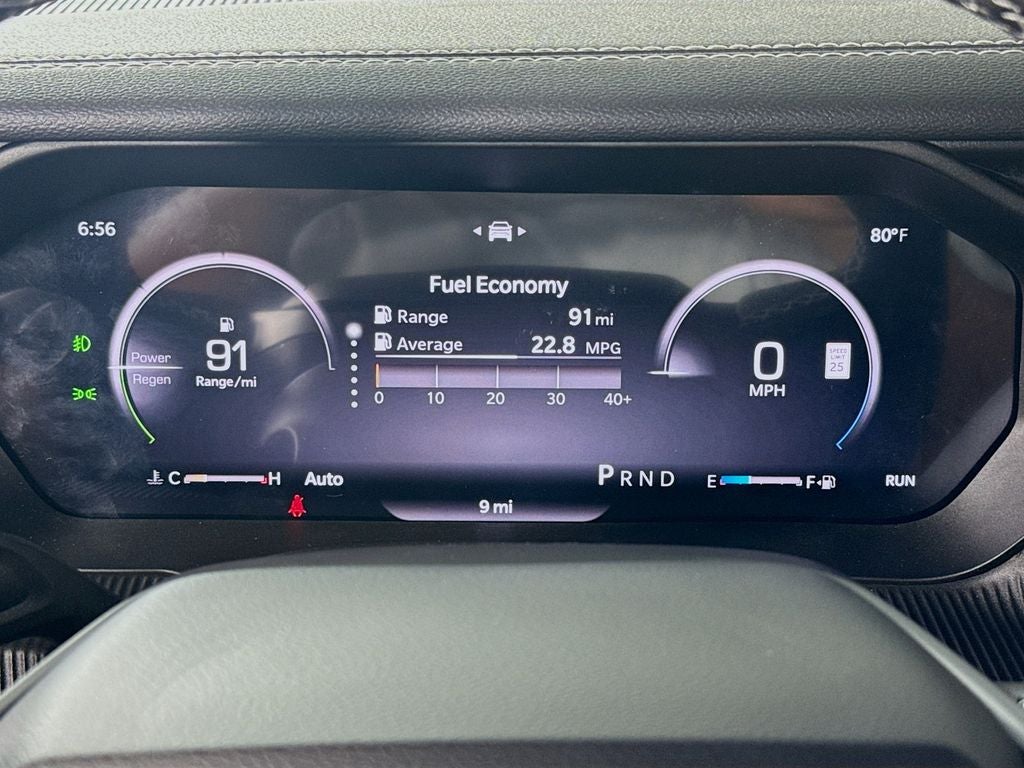 6:56
80°F
Fuel Economy
Range 91 mi
Average 22.8 MPG
0 10 20 30 40+
Power
Regen
91
Range/mi
0
MPH
SPEED
LIMIT
25
C H Auto
P R N D
E F
RUN
9 mi